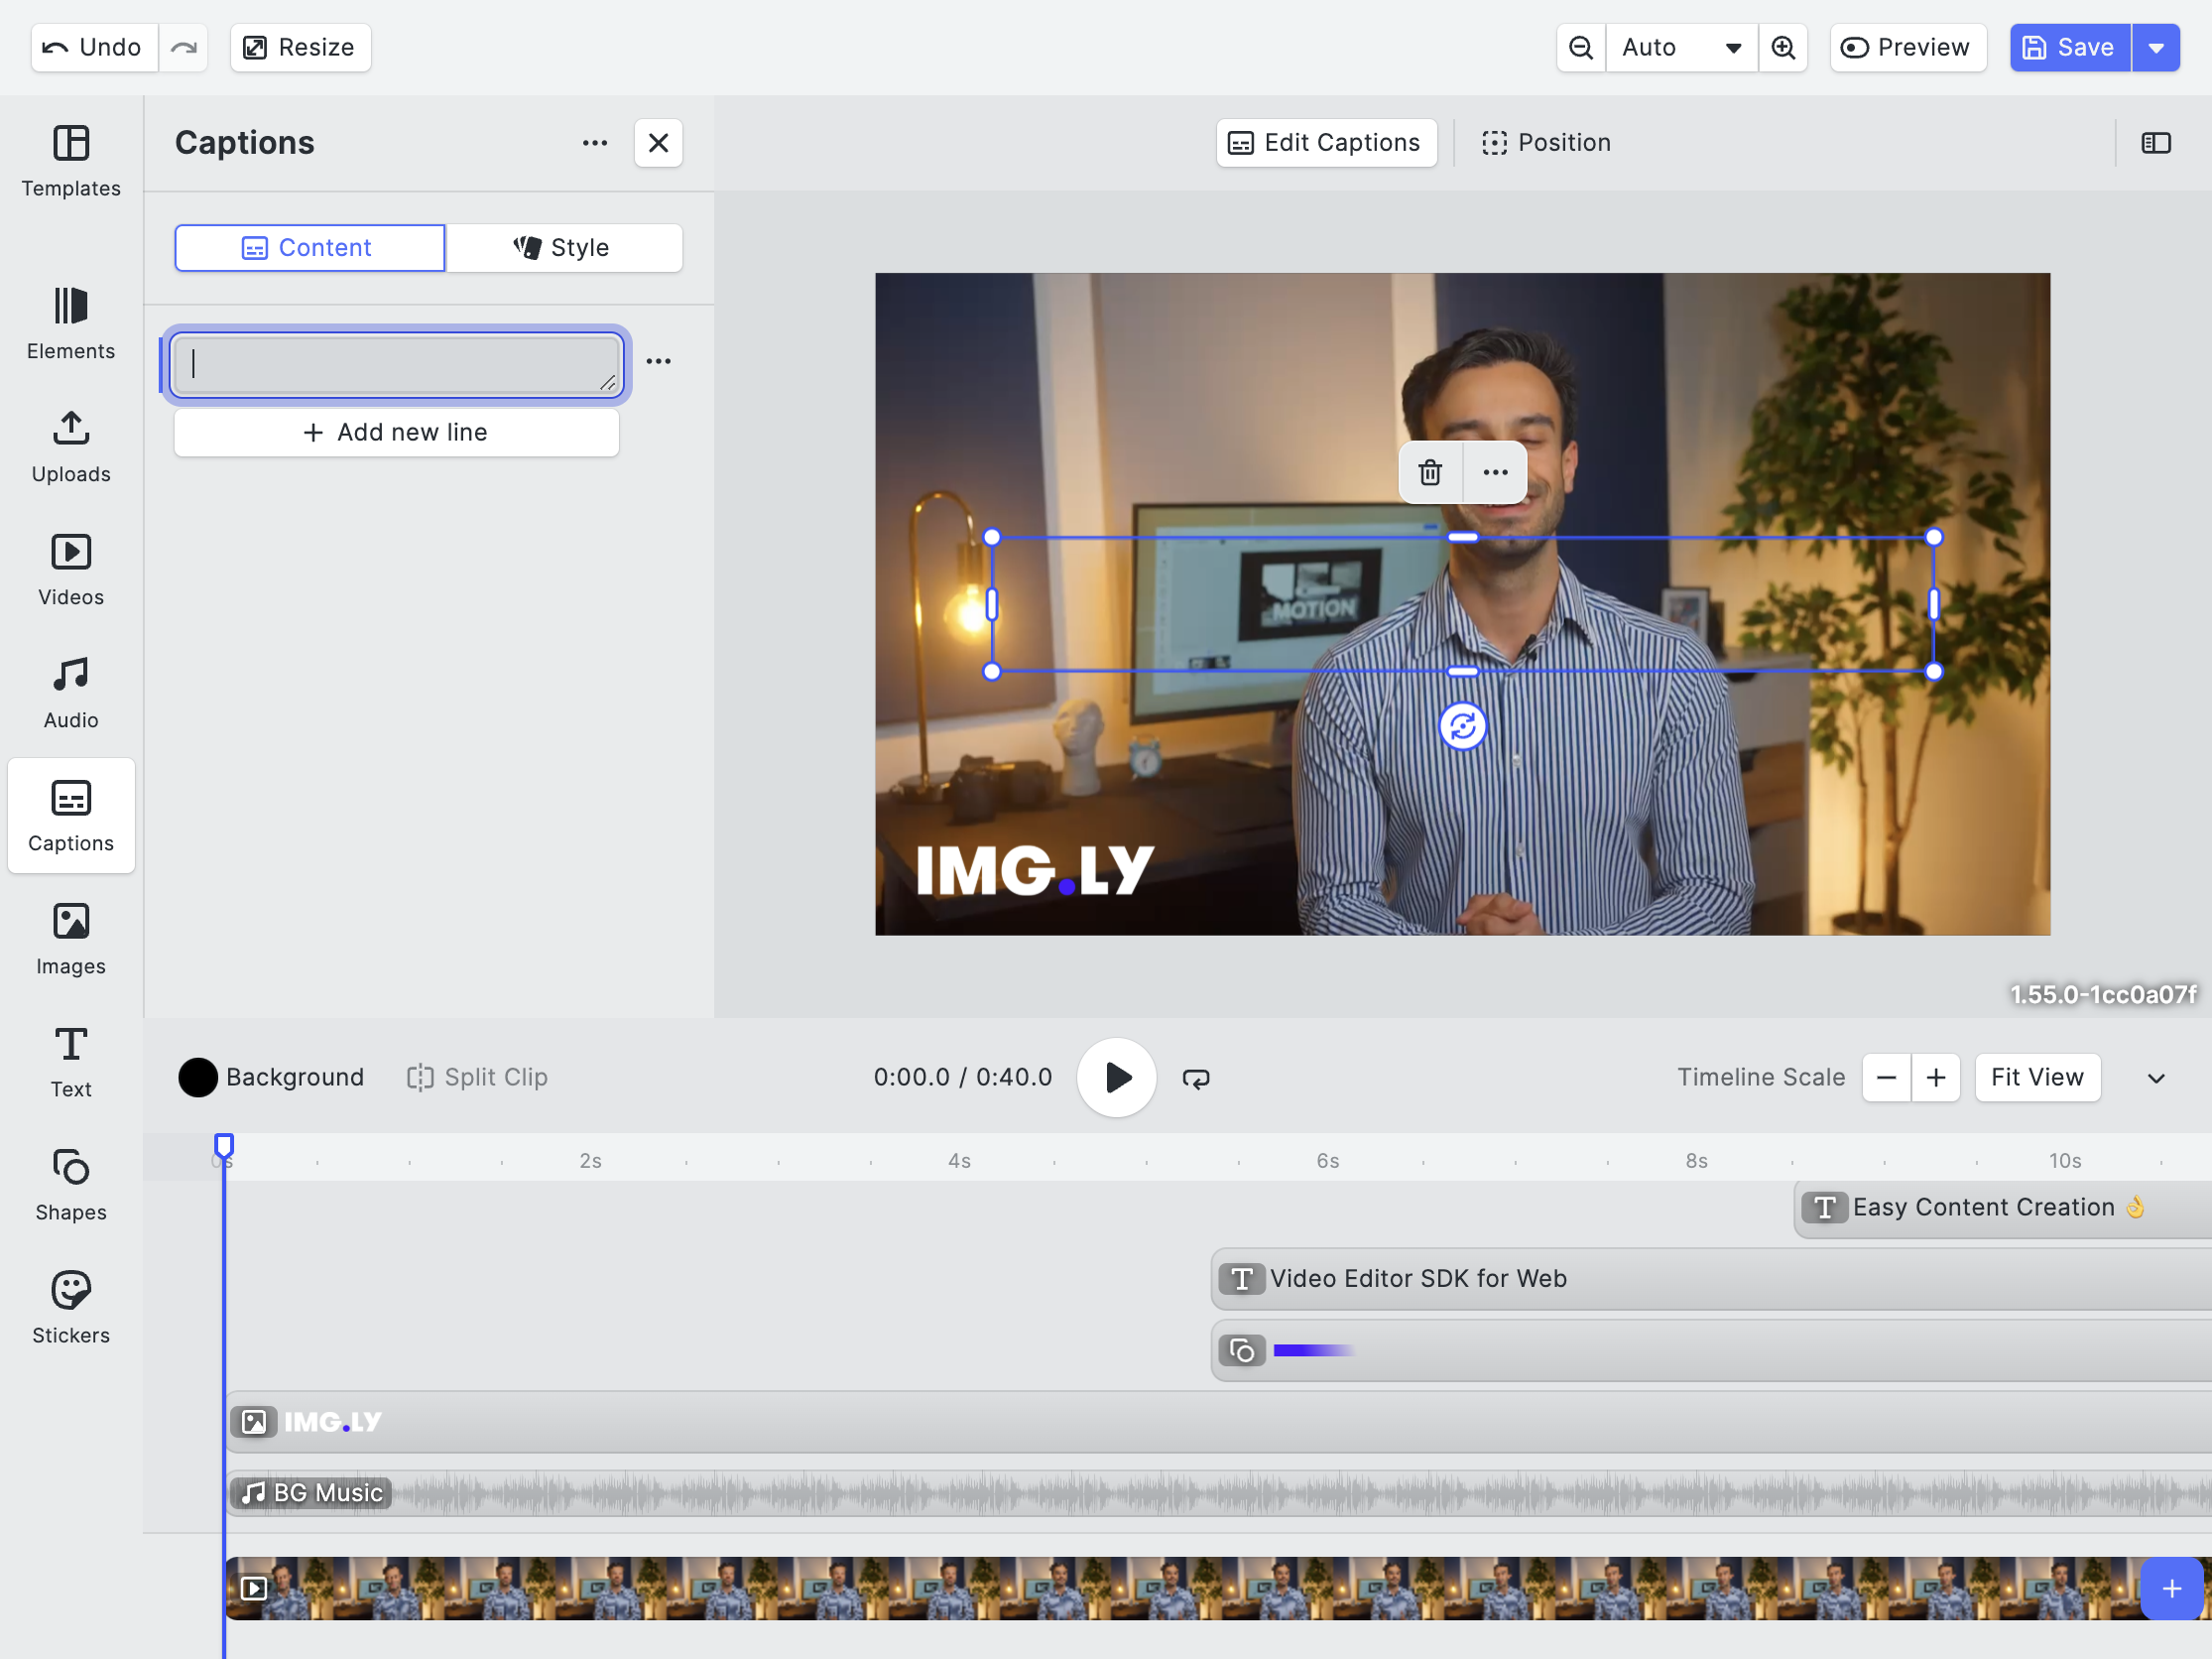 Undo
Resize
Auto
Preview
Save
Templates
Elements
Uploads
Videos
Audio
Captions
Images
Text
Shapes
Stickers
Captions
Content
Style
Add new line
Edit Captions
Position
MOTION
IMG.LY
1.55.0-1cc0a07f
Background
Split Clip
0:00.0 / 0:40.0
Timeline Scale
Fit View
0s
2s
4s
6s
8s
10s
Easy Content Creation 👌
Video Editor SDK for Web
IMG.LY
BG Music